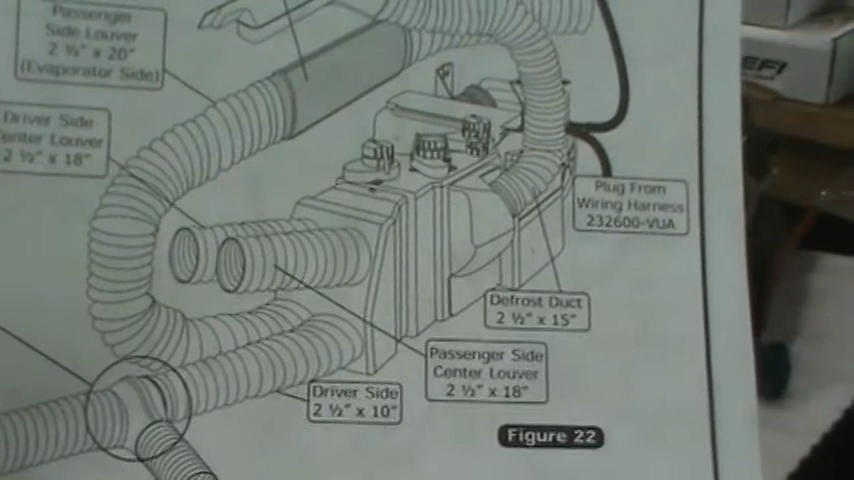 Passenger
Side Louver
2 ½" x 20"
(Evaporator Side)
Driver Side
Center Louver
2 ½" x 18"
EFI
Plug From
Wiring Harness
232600-VUA
Defrost Duct
2 ½" x 15"
Passenger Side
Center Louver
2 ½" x 18"
Driver Side
2 ½" x 10"
Figure 22